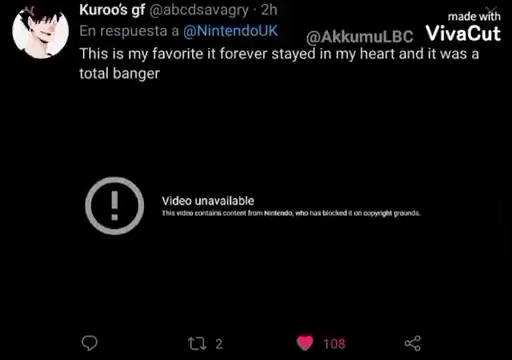 Kuroo's gf @abcdsavagry · 2h
made with
VivaCut
En respuesta a @NintendoUK
@AkkumuLBC
This is my favorite it forever stayed in my heart and it was a
total banger
Video unavailable
This video contains content from Nintendo, who has blocked it on copyright grounds.
2
108